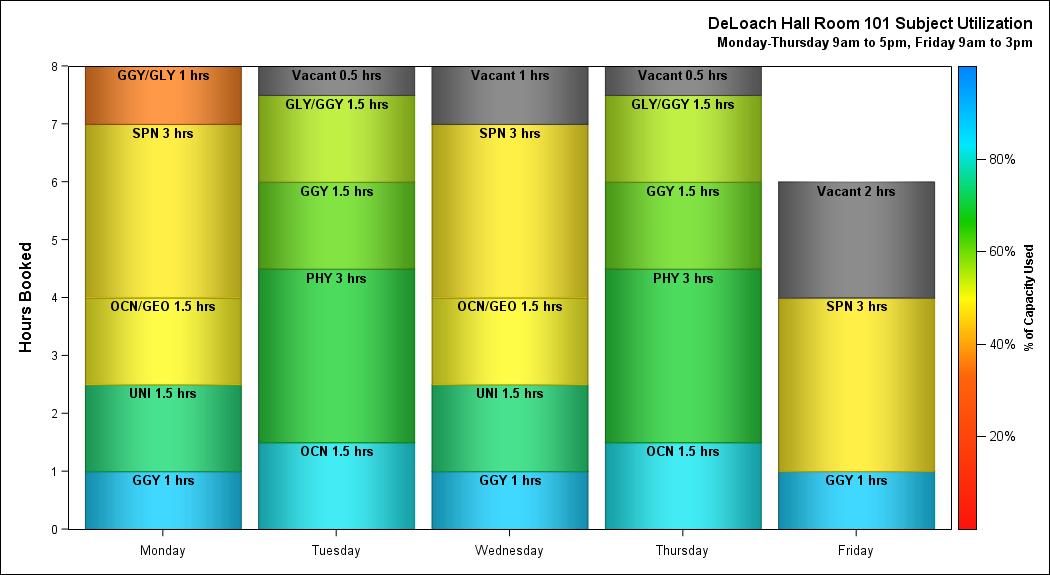 DeLoach Hall Room 101 Subject Utilization
Monday-Thursday 9am to 5pm, Friday 9am to 3pm
Hours Booked
8
7
6
5
4
3
2
1
0
GGY/GLY 1 hrs
SPN 3 hrs
OCN/GEO 1.5 hrs
UNI 1.5 hrs
GGY 1 hrs
Monday
Vacant 0.5 hrs
GLY/GGY 1.5 hrs
GGY 1.5 hrs
PHY 3 hrs
OCN 1.5 hrs
Tuesday
Vacant 1 hrs
SPN 3 hrs
OCN/GEO 1.5 hrs
UNI 1.5 hrs
GGY 1 hrs
Wednesday
Vacant 0.5 hrs
GLY/GGY 1.5 hrs
GGY 1.5 hrs
PHY 3 hrs
OCN 1.5 hrs
Thursday
Vacant 2 hrs
SPN 3 hrs
GGY 1 hrs
Friday
80%
60%
40%
20%
% of Capacity Used